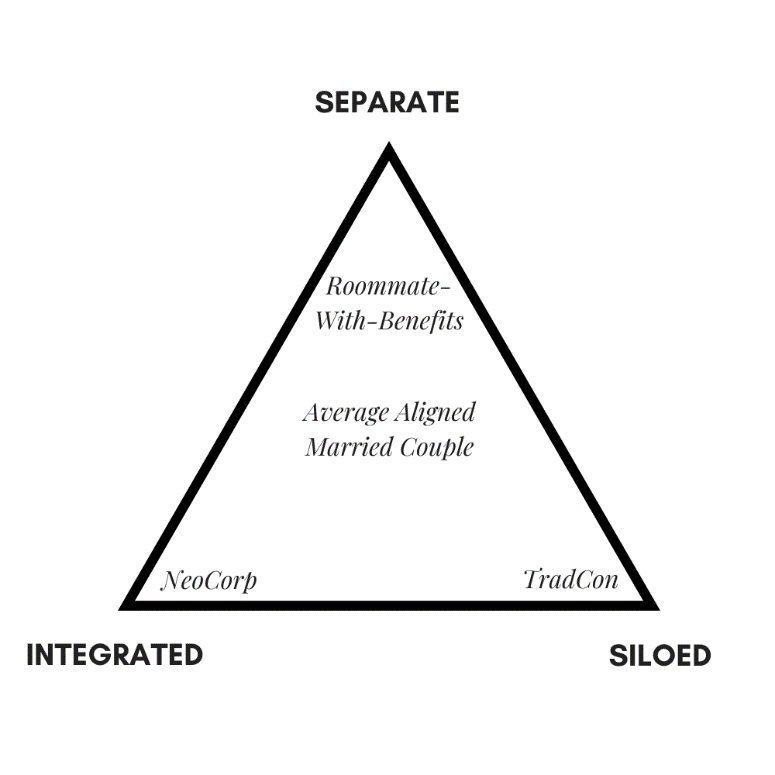 SEPARATE
Roommate-
With-Benefits
Average Aligned
Married Couple
NeoCorp
TradCon
INTEGRATED
SILOED